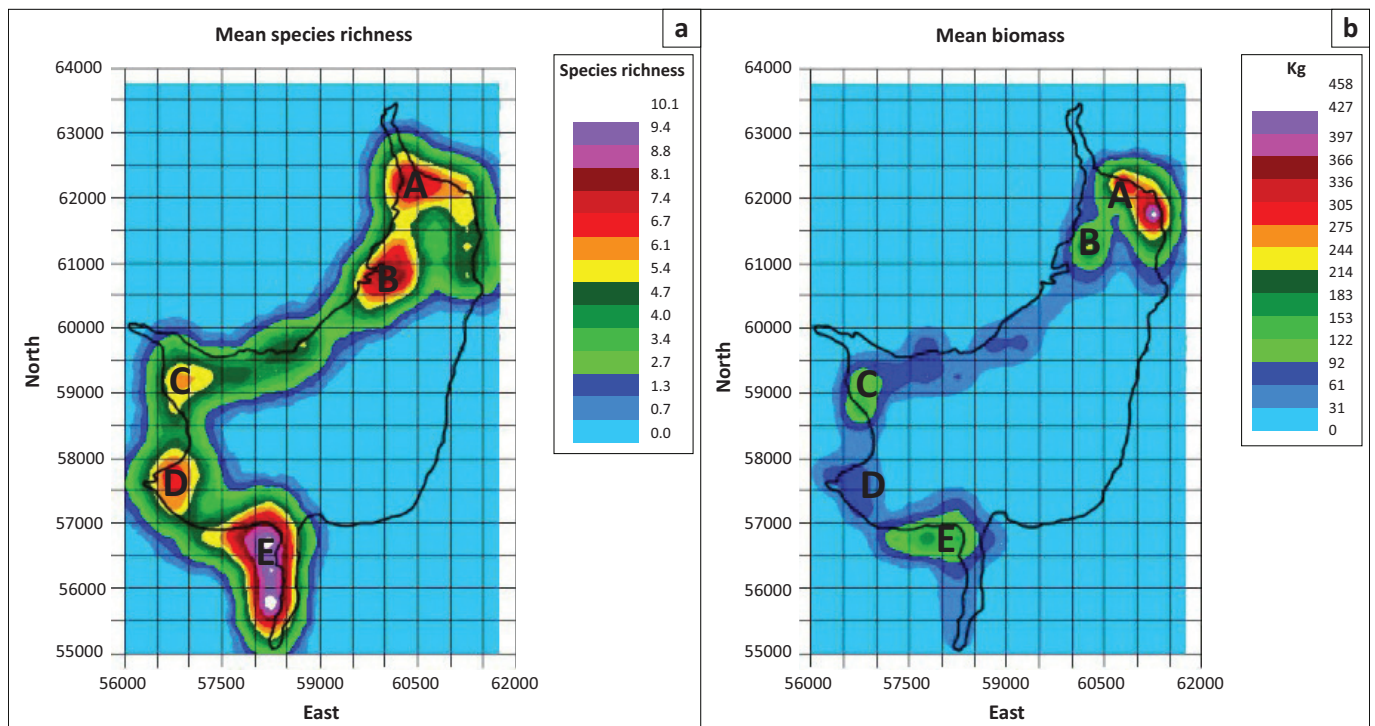 Mean species richness
a
64000
63000
62000
61000
60000
59000
58000
57000
56000
55000
North
56000 57500 59000 60500 62000
East
A
B
C
D
E
Species richness
10.1
9.4
8.8
8.1
7.4
6.7
6.1
5.4
4.7
4.0
3.4
2.7
1.3
0.7
0.0
Mean biomass
b
64000
63000
62000
61000
60000
59000
58000
57000
56000
55000
North
56000 57500 59000 60500 62000
East
A
B
C
D
E
Kg
458
427
397
366
336
305
275
244
214
183
153
122
92
61
31
0